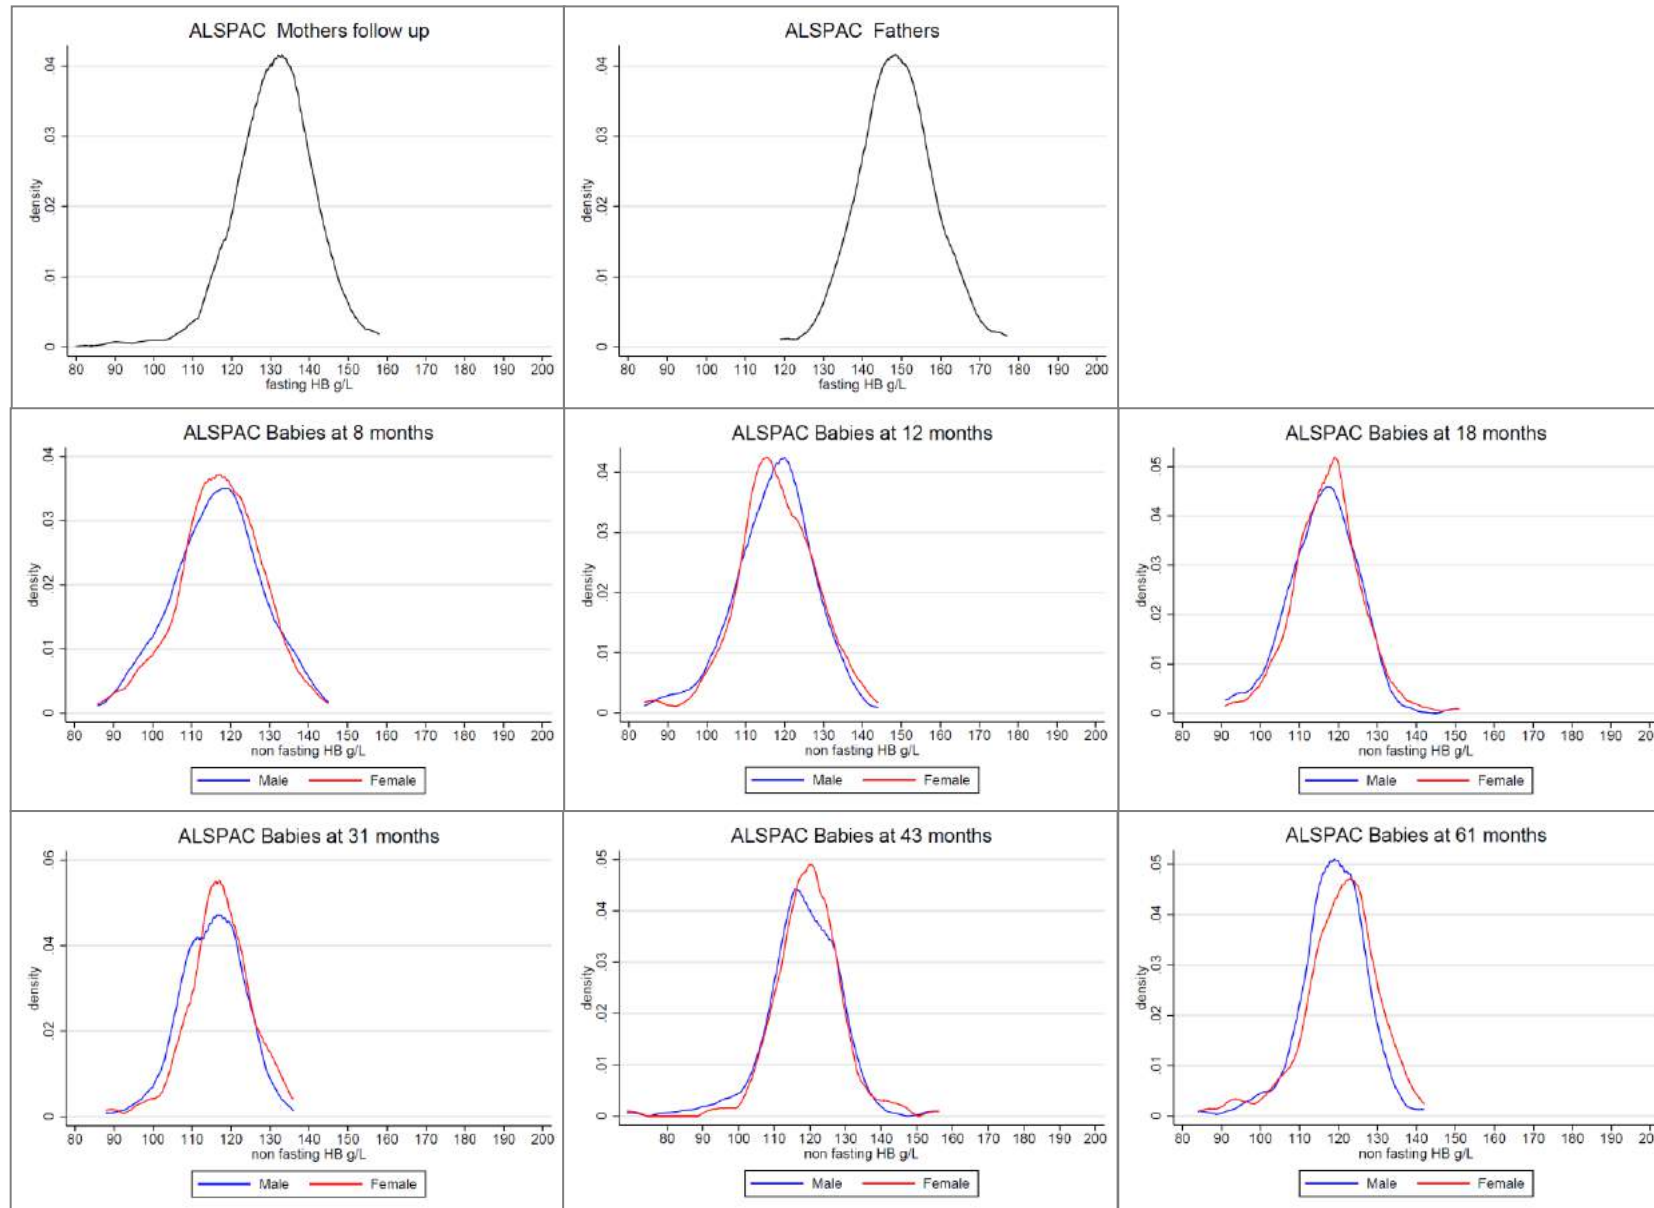 ALSPAC  Mothers follow up
density
0
.01
.02
.03
.04
80 90 100 110 120 130 140 150 160 170 180 190 200
fasting HB g/L
ALSPAC  Fathers
density
0
.01
.02
.03
.04
80 90 100 110 120 130 140 150 160 170 180 190 200
fasting HB g/L
ALSPAC Babies at 8 months
density
0
.01
.02
.03
.04
80 90 100 110 120 130 140 150 160 170 180 190 200
non fasting HB g/L
Male Female
ALSPAC Babies at 12 months
density
0
.01
.02
.03
.04
80 90 100 110 120 130 140 150 160 170 180 190 200
non fasting HB g/L
Male Female
ALSPAC Babies at 18 months
density
0
.01
.02
.03
.04
.05
80 90 100 110 120 130 140 150 160 170 180 190 200
non fasting HB g/L
Male Female
ALSPAC Babies at 31 months
density
0
.02
.04
.06
80 90 100 110 120 130 140 150 160 170 180 190 200
non fasting HB g/L
Male Female
ALSPAC Babies at 43 months
density
0
.01
.02
.03
.04
.05
80 90 100 110 120 130 140 150 160 170 180 190 200
non fasting HB g/L
Male Female
ALSPAC Babies at 61 months
density
0
.01
.02
.03
.04
.05
80 90 100 110 120 130 140 150 160 170 180 190 200
non fasting HB g/L
Male Female